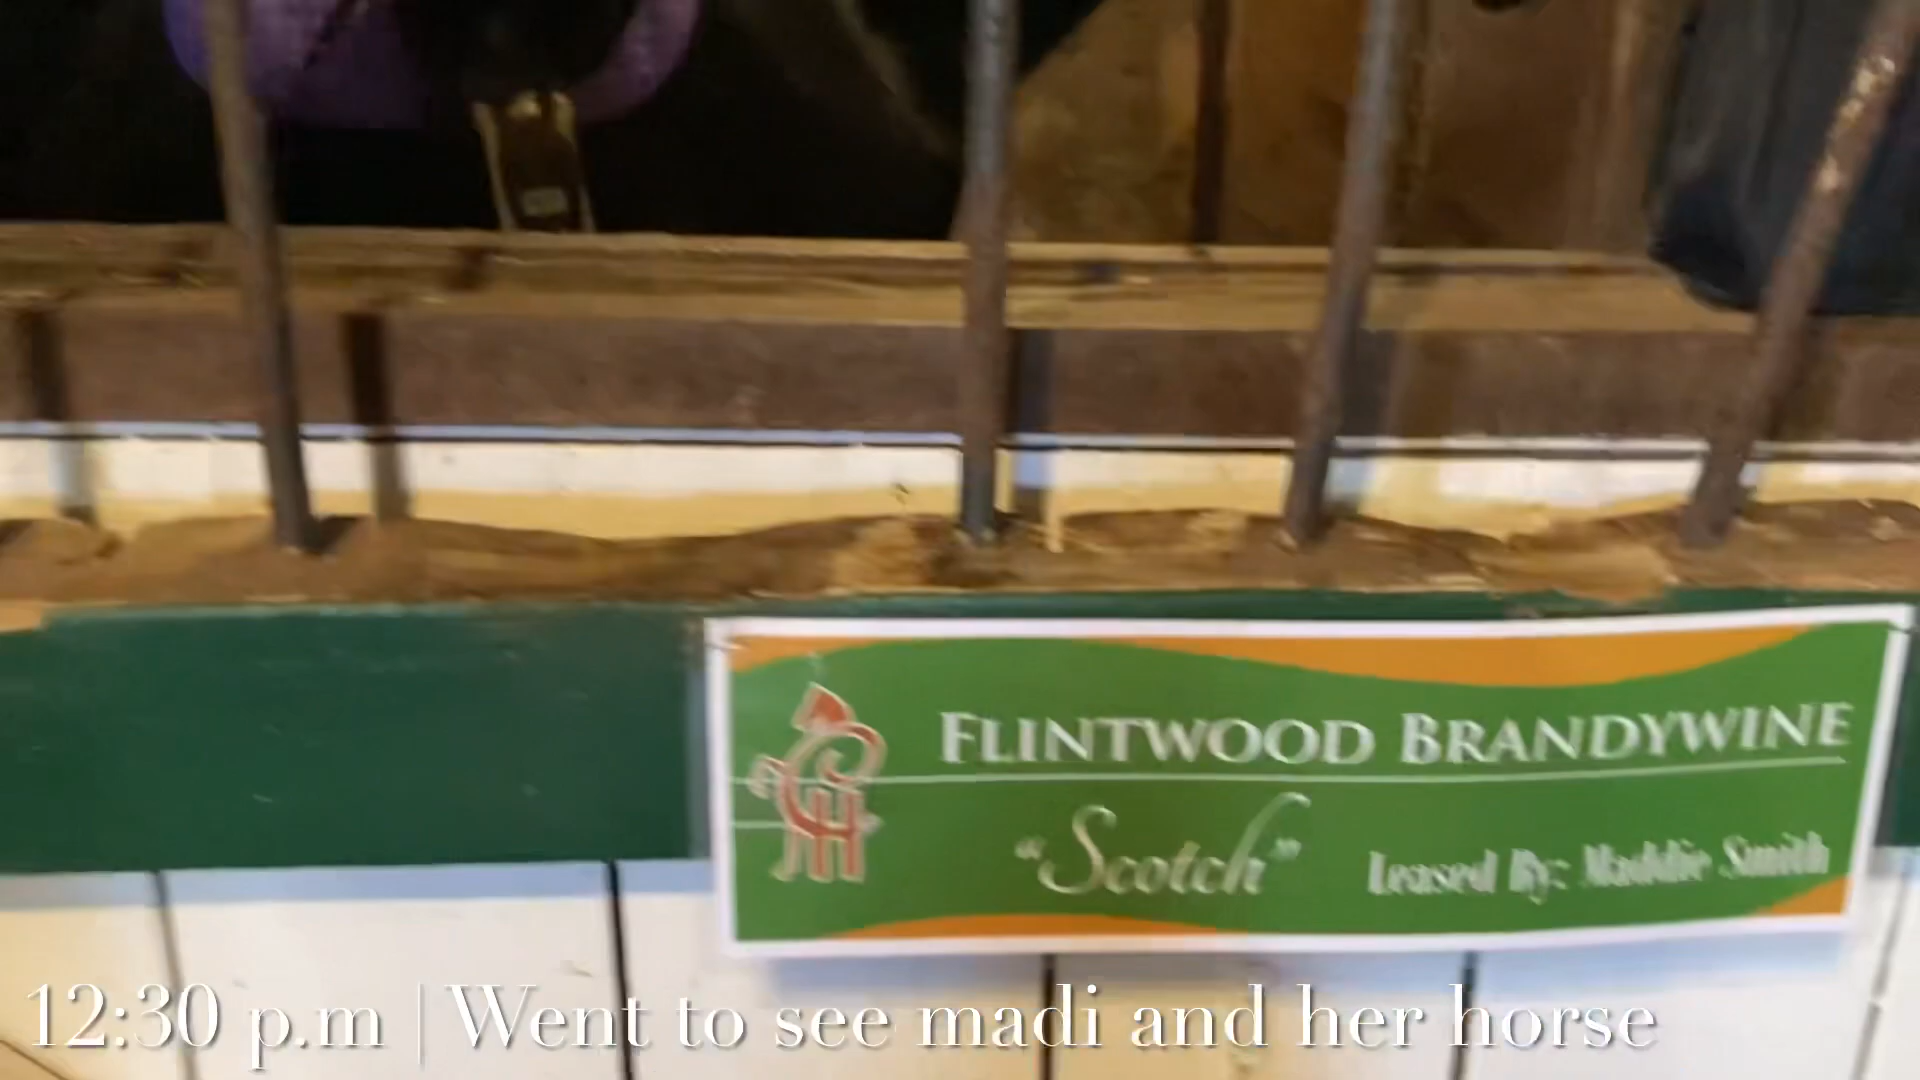 FLINTWOOD BRANDYWINE
"Scotch"
Leased By: Maddie Smith
12:30 p.m | Went to see madi and her horse